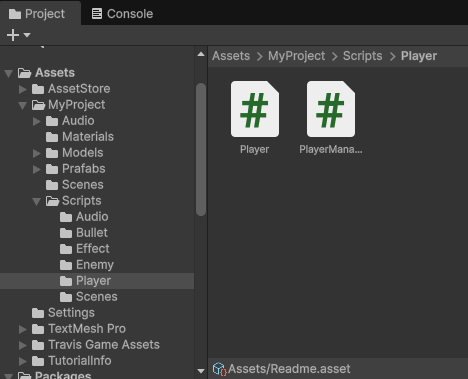 Project
Console
Assets
AssetStore
MyProject
Audio
Materials
Models
Prafabs
Scenes
Scripts
Audio
Bullet
Effect
Enemy
Player
Scenes
Settings
TextMesh Pro
Travis Game Assets
TutorialInfo
Packages
Assets > MyProject > Scripts > Player
#
#
Player
PlayerMana...
Assets/Readme.asset